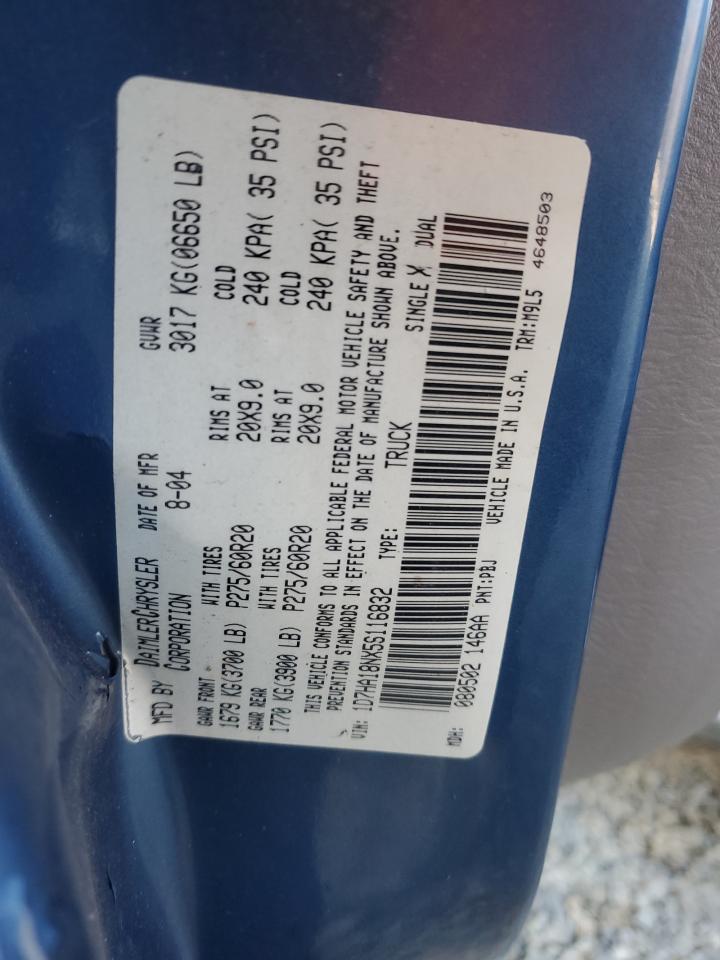 MFD BY DAIMLERCHRYSLER CORPORATION DATE OF MFR 8-04 GVWR 3017 KG(06650 LB)
GAWR FRONT WITH TIRES RIMS AT COLD
1679 KG(3700 LB) P275/60R20 20X9.0 240 KPA( 35 PSI)
GAWR REAR WITH TIRES RIMS AT COLD
1770 KG(3900 LB) P275/60R20 20X9.0 240 KPA( 35 PSI)
THIS VEHICLE CONFORMS TO ALL APPLICABLE FEDERAL MOTOR VEHICLE SAFETY AND THEFT
PREVENTION STANDARDS IN EFFECT ON THE DATE OF MANUFACTURE SHOWN ABOVE.
VIN: 1D7HA18NX5S116832 TYPE: TRUCK SINGLE X DUAL
MDH: 080502 146AA PNT:PBJ VEHICLE MADE IN U.S.A. TRM:M9L5 4648503